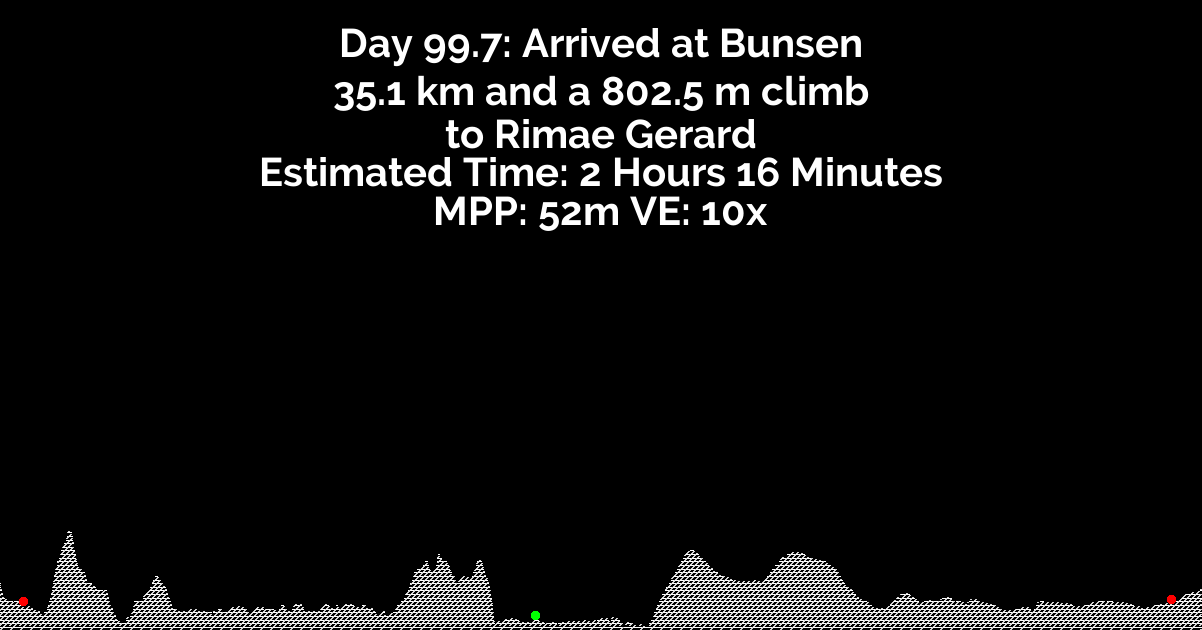 Day 99.7: Arrived at Bunsen
35.1 km and a 802.5 m climb
to Rimae Gerard
Estimated Time: 2 Hours 16 Minutes
MPP: 52m VE: 10x